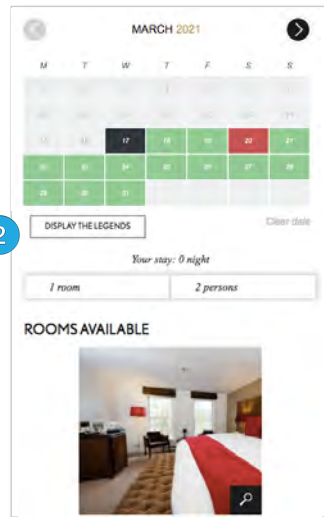 MARCH 2021
M T W T F S S
17 18 19 20 21
22 23 24 25 26 27 28
29 30 31
2
DISPLAY THE LEGENDS
Clear date
Your stay: 0 night
1 room 2 persons
ROOMS AVAILABLE